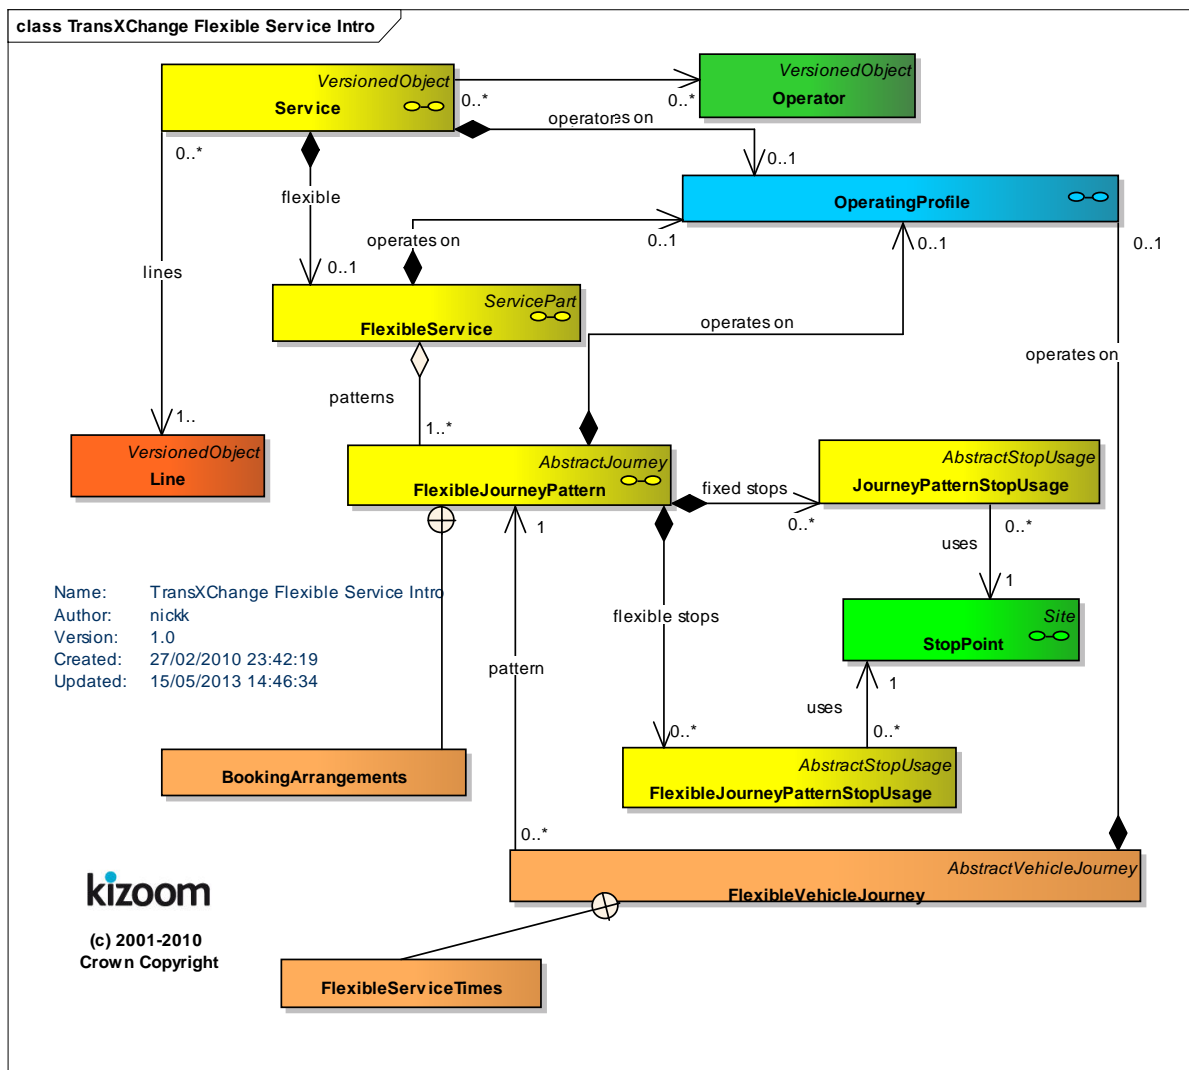 class TransXChange Flexible Service Intro
VersionedObject
Service
0..*
0..*
VersionedObject
Operator
operates on
0..1
0..*
flexible
0..1
OperatingProfile
operates on
0..1
0..1
0..1
lines
ServicePart
FlexibleService
operates on
operates on
patterns
1..*
1..
VersionedObject
Line
AbstractJourney
FlexibleJourneyPattern
fixed stops
0..*
AbstractStopUsage
JourneyPatternStopUsage
1
0..*
uses
1
Name: TransXChange Flexible Service Intro
Author: nickk
Version: 1.0
Created: 27/02/2010 23:42:19
Updated: 15/05/2013 14:46:34
flexible stops
Site
StopPoint
pattern
1
uses
0..*
0..*
BookingArrangements
AbstractStopUsage
FlexibleJourneyPatternStopUsage
0..*
AbstractVehicleJourney
FlexibleVehicleJourney
kizoom
(c) 2001-2010
Crown Copyright
FlexibleServiceTimes